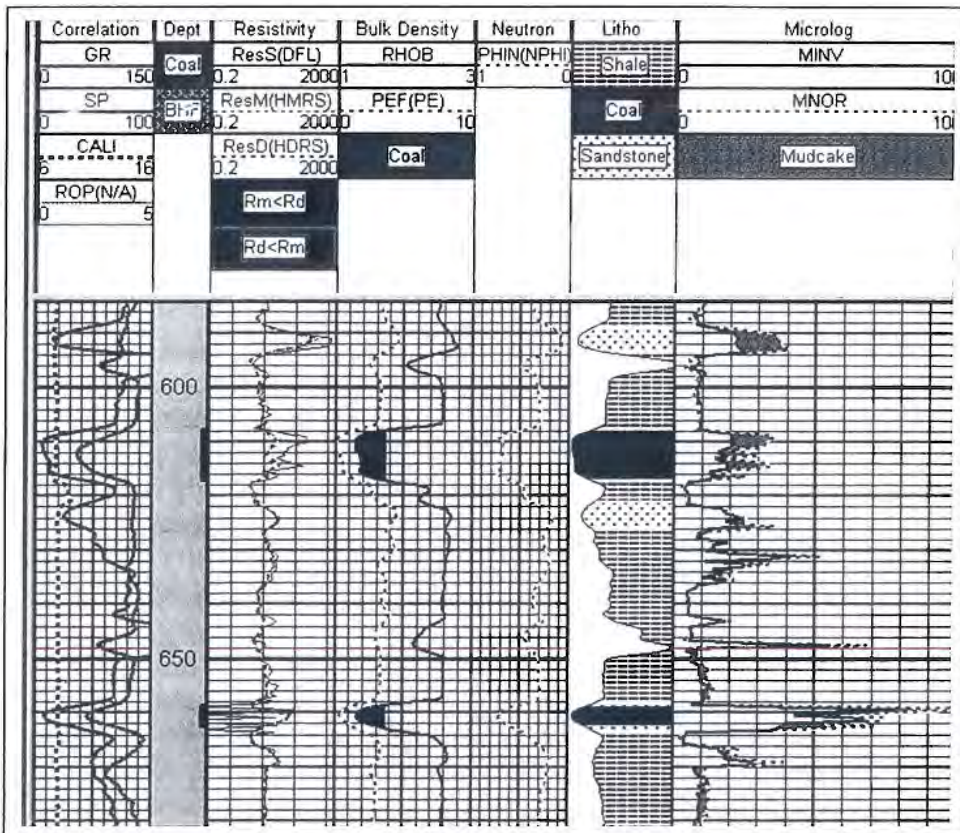 Correlation Dept Resistivity Bulk Density Neutron Litho Microlog
GR Coal ResS(DFL) RHOB PHIN(NPHI) Shale MINV
0 150 0.2 2000 1 3 1 0 0 10
SP BHF ResM(HMRS) PEF(PE) Coal MNOR
0 100 0.2 2000 0 10 0 10
CALI ResD(HDRS) Coal Sandstone Mudcake
6 16 0.2 2000
ROP(N/A) Rm<Rd
0 5
Rd<Rm
600
650